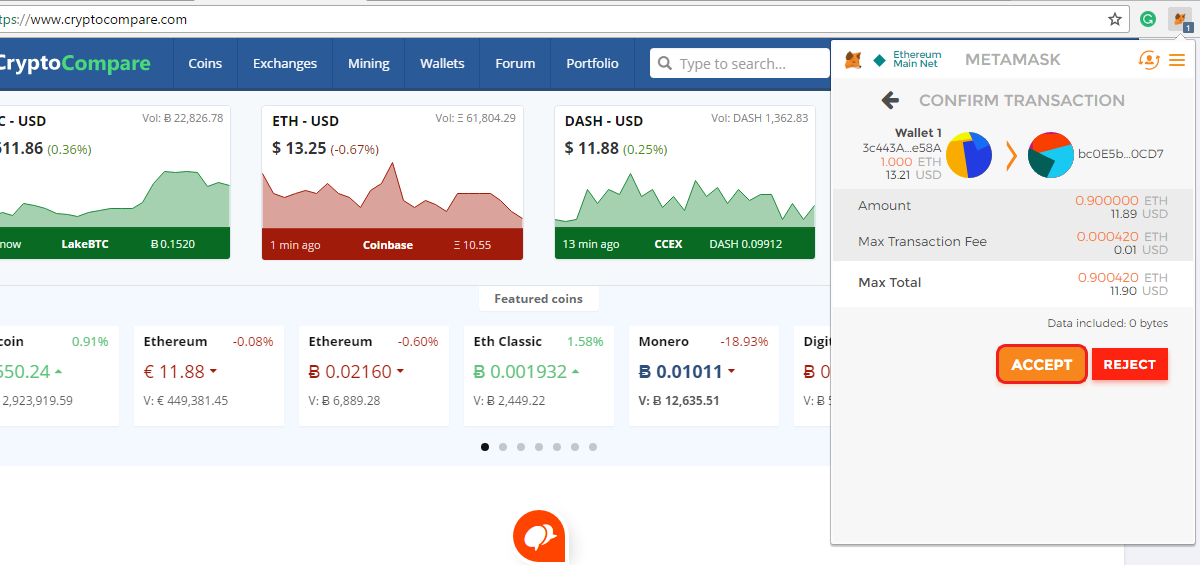 tps://www.cryptocompare.com
1
CryptoCompare
Coins
Exchanges
Mining
Wallets
Forum
Portfolio
Type to search...
C - USD
Vol: Ƀ 22,826.78
611.86 (0.36%)
now
LakeBTC
Ƀ 0.1520
ETH - USD
Vol: Ξ 61,804.29
$ 13.25 (-0.67%)
1 min ago
Coinbase
Ξ 10.55
DASH - USD
Vol: DASH 1,362.83
$ 11.88 (0.25%)
13 min ago
CCEX
DASH 0.09912
Featured coins
coin
0.91%
550.24
2,923,919.59
Ethereum
-0.08%
€ 11.88
V: € 449,381.45
Ethereum
-0.60%
Ƀ 0.02160
V: Ƀ 6,889.28
Eth Classic
1.58%
Ƀ 0.001932
V: Ƀ 2,449.22
Monero
-18.93%
Ƀ 0.01011
V: Ƀ 12,635.51
Digit
Ƀ 0
V: Ƀ 5
Ethereum
Main Net
METAMASK
CONFIRM TRANSACTION
Wallet 1
3c443A...e58A
1.000 ETH
13.21 USD
bc0E5b...0CD7
Amount
0.900000 ETH
11.89 USD
Max Transaction Fee
0.000420 ETH
0.01 USD
Max Total
0.900420 ETH
11.90 USD
Data included: 0 bytes
ACCEPT
REJECT